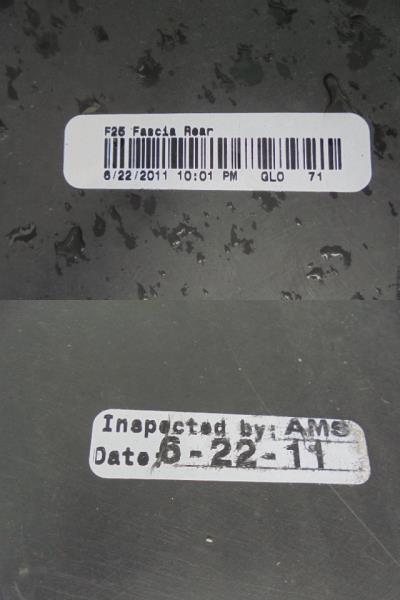 F25 Fascia Rear
6/22/2011 10:01 PM GLO 71
Inspected by: AMS
Date: 6-22-11